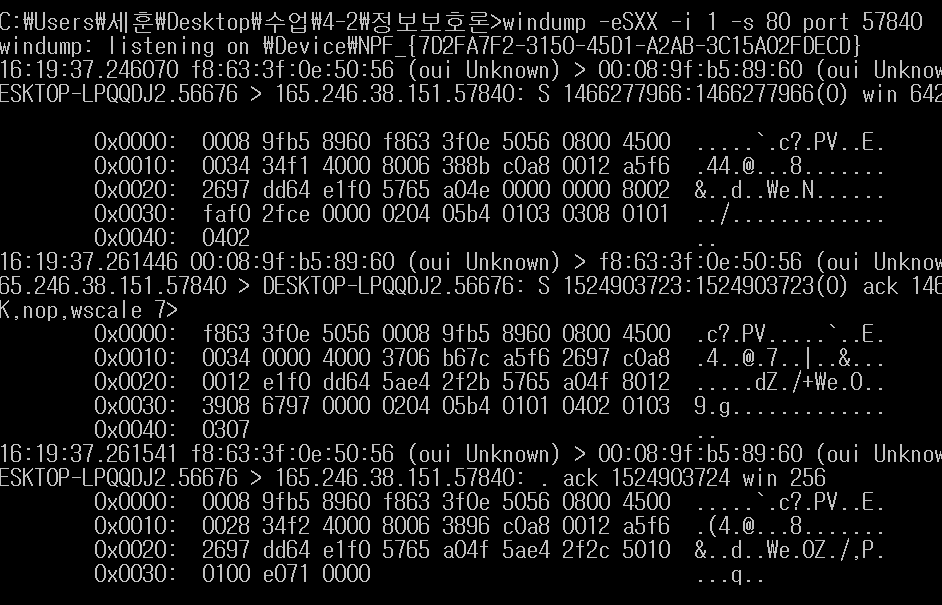 C:₩Users₩세훈₩Desktop₩수업₩4-2₩정보보호론>windump -eSXX -i 1 -s 80 port 57840
windump: listening on ₩Device₩NPF_{7D2FA7F2-3150-45D1-A2AB-3C15A02FDECD}
16:19:37.246070 f8:63:3f:0e:50:56 (oui Unknown) > 00:08:9f:b5:89:60 (oui Unknow
ESKTOP-LPQQDJ2.56676 > 165.246.38.151.57840: S 1466277966:1466277966(0) win 642
0x0000:  0008 9fb5 8960 f863 3f0e 5056 0800 4500  .....`.c?.PV..E.
0x0010:  0034 34f1 4000 8006 388b c0a8 0012 a5f6  .44.@...8.......
0x0020:  2697 dd64 e1f0 5765 a04e 0000 0000 8002  &..d..We.N......
0x0030:  faf0 2fce 0000 0204 05b4 0103 0308 0101  ../.............
0x0040:  0402  ..
16:19:37.261446 00:08:9f:b5:89:60 (oui Unknown) > f8:63:3f:0e:50:56 (oui Unknow
65.246.38.151.57840 > DESKTOP-LPQQDJ2.56676: S 1524903723:1524903723(0) ack 146
K,nop,wscale 7>
0x0000:  f863 3f0e 5056 0008 9fb5 8960 0800 4500  .c?.PV.....`..E.
0x0010:  0034 0000 4000 3706 b67c a5f6 2697 c0a8  .4..@.7..|..&...
0x0020:  0012 e1f0 dd64 5ae4 2f2b 5765 a04f 8012  .....dZ./+We.O..
0x0030:  3908 6797 0000 0204 05b4 0101 0402 0103  9.g.............
0x0040:  0307  ..
16:19:37.261541 f8:63:3f:0e:50:56 (oui Unknown) > 00:08:9f:b5:89:60 (oui Unknow
ESKTOP-LPQQDJ2.56676 > 165.246.38.151.57840: . ack 1524903724 win 256
0x0000:  0008 9fb5 8960 f863 3f0e 5056 0800 4500  .....`.c?.PV..E.
0x0010:  0028 34f2 4000 8006 3896 c0a8 0012 a5f6  .(4.@...8.......
0x0020:  2697 dd64 e1f0 5765 a04f 5ae4 2f2c 5010  &..d..We.OZ./,P.
0x0030:  0100 e071 0000  ...q..